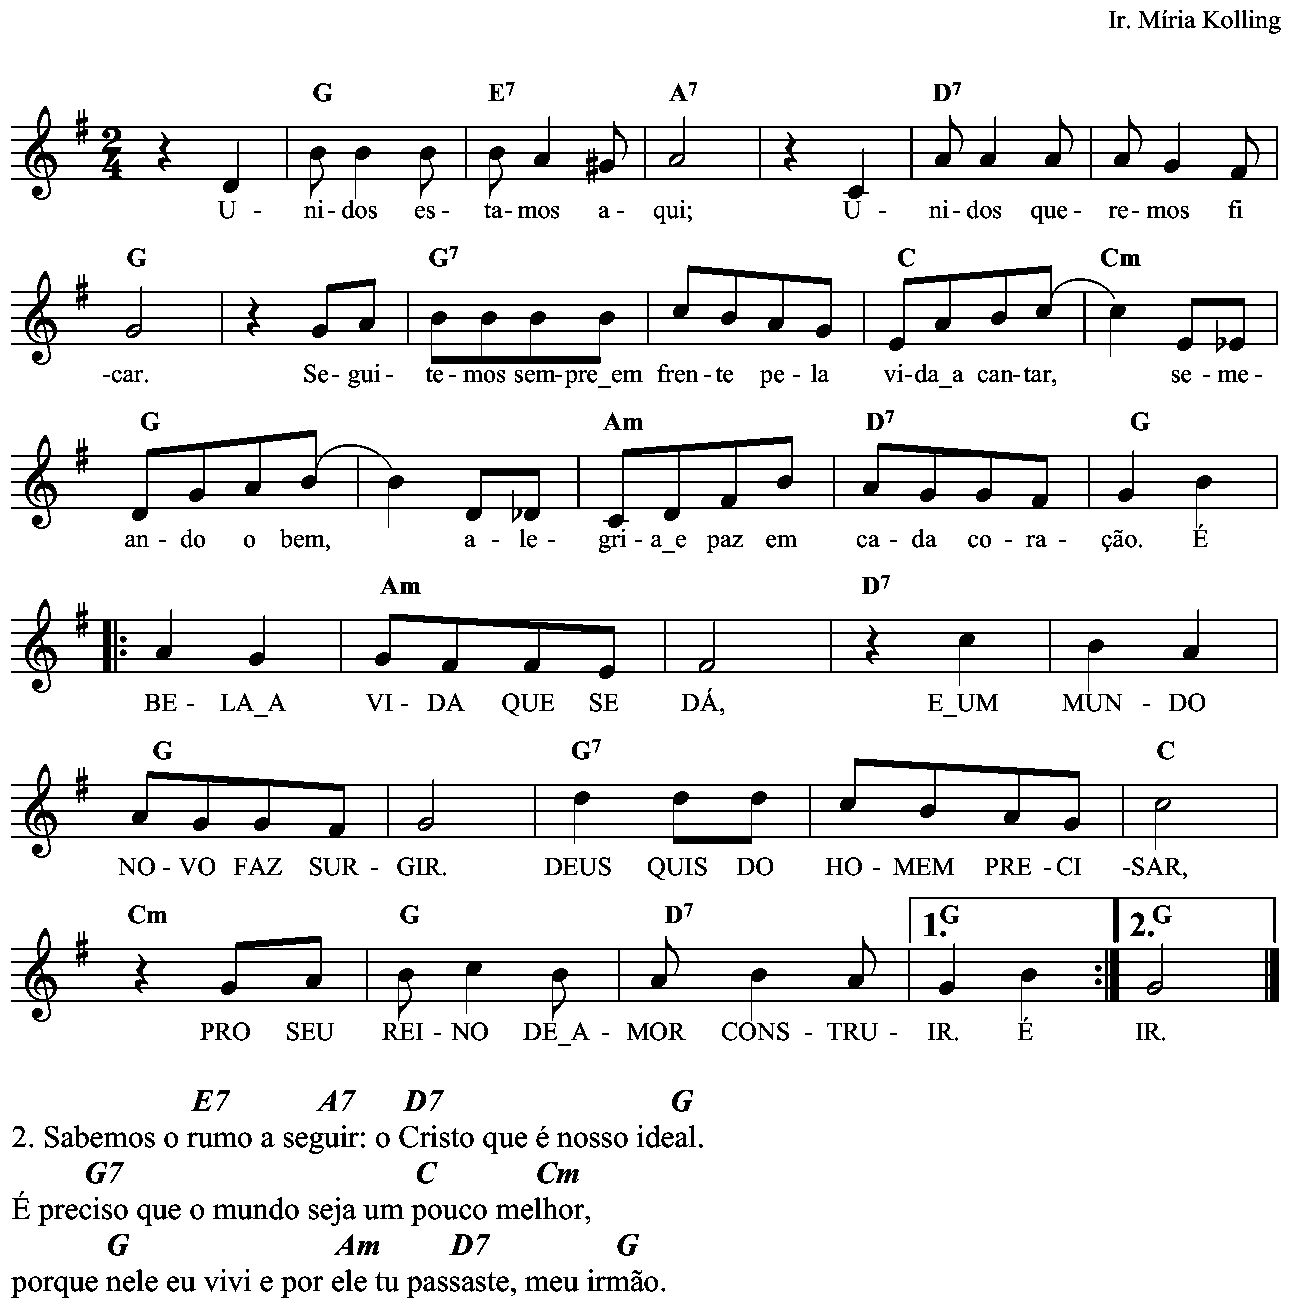 Ir. Míria Kolling
G E7 A7 D7
2
4
U - ni-dos es- ta-mos a- qui; U - ni-dos que- re-mos fi
G G7 C Cm
-car. Se-gui- te-mos sem-pre_em fren-te pe-la vi-da_a can-tar, se-me-
G Am D7 G
an- do o bem, a - le- gri-a_e paz em ca-da co-ra- ção. É
Am D7
BE- LA_A VI- DA QUE SE DÁ, E_UM MUN - DO
G G7 C
NO-VO FAZ SUR - GIR. DEUS QUIS DO HO-MEM PRE-CI -SAR,
Cm G D7 1. G 2. G
PRO SEU REI-NO DE_A- MOR CONS - TRU- IR. É IR.
E7 A7 D7 G
2. Sabemos o rumo a seguir: o Cristo que é nosso ideal.
G7 C Cm
É preciso que o mundo seja um pouco melhor,
G Am D7 G
porque nele eu vivi e por ele tu passaste, meu irmão.